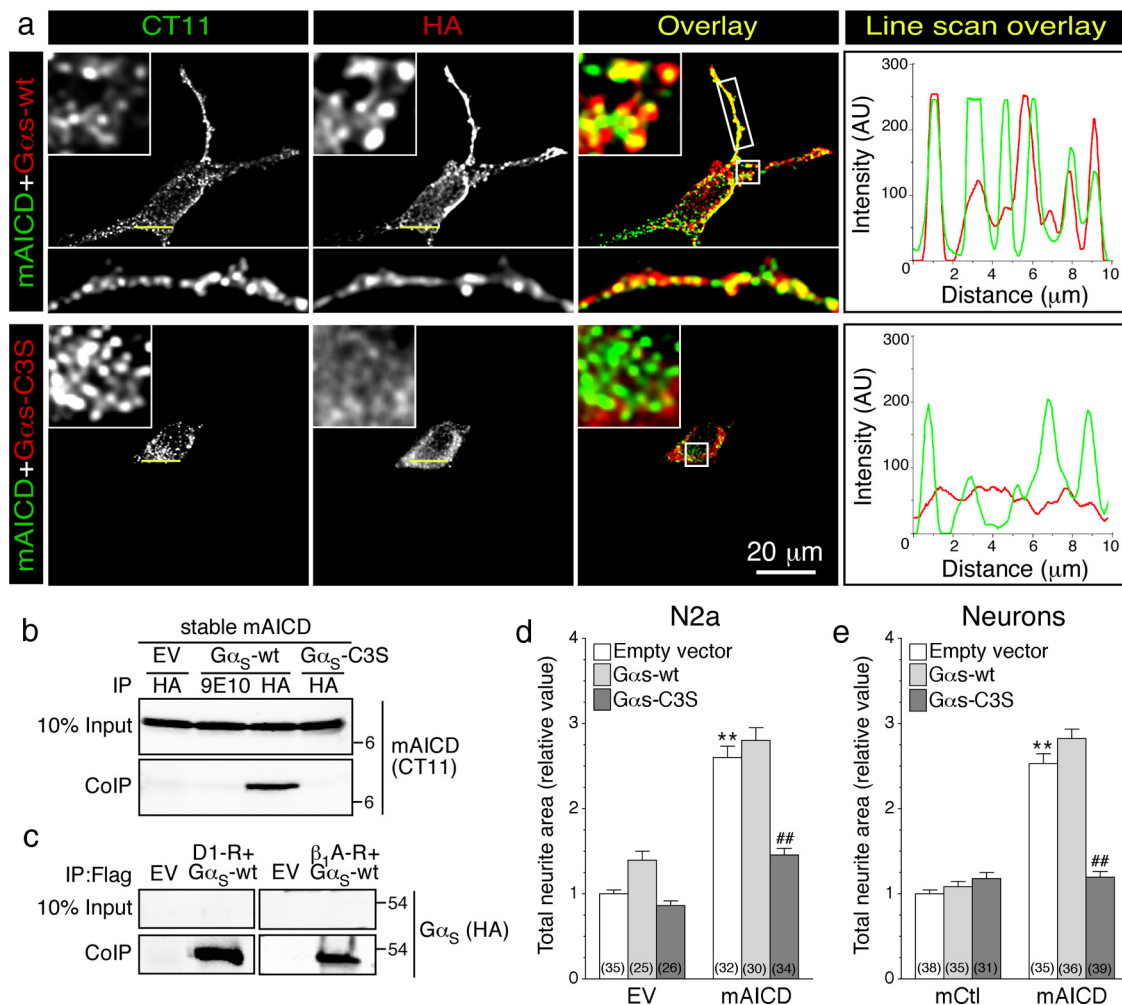 a
CT11 HA Overlay Line scan overlay
mAICD+Gαs-wt
300
200
100
0
Intensity (AU)
2 4 6 8 10
Distance (μm)
mAICD+Gαs-C3S
300
200
100
0
Intensity (AU)
2 4 6 8 10
Distance (μm)
20 μm
b
stable mAICD
EV GαS-wt GαS-C3S
IP HA 9E10 HA HA
10% Input
6
CoIP
6
mAICD
(CT11)
c
D1-R+ β1A-R+
IP:Flag EV GαS-wt EV GαS-wt
10% Input
54
CoIP
54
GαS (HA)
d
N2a
Total neurite area (relative value)
4
3
2
1
0
Empty vector
Gαs-wt
Gαs-C3S
**
##
(35) (25) (26) (32) (30) (34)
EV mAICD
e
Neurons
Total neurite area (relative value)
4
3
2
1
0
Empty vector
Gαs-wt
Gαs-C3S
**
##
(38) (35) (31) (35) (36) (39)
mCtl mAICD